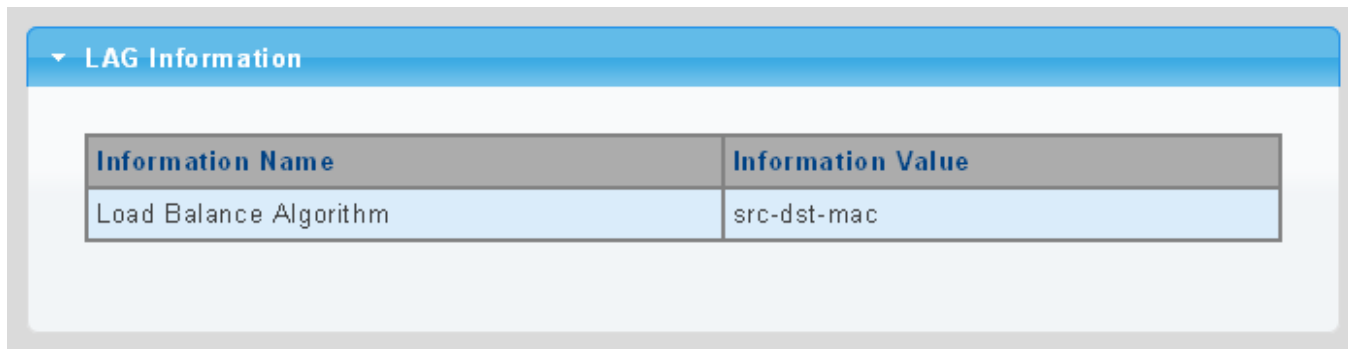 LAG Information
Information Name Information Value
Load Balance Algorithm src-dst-mac